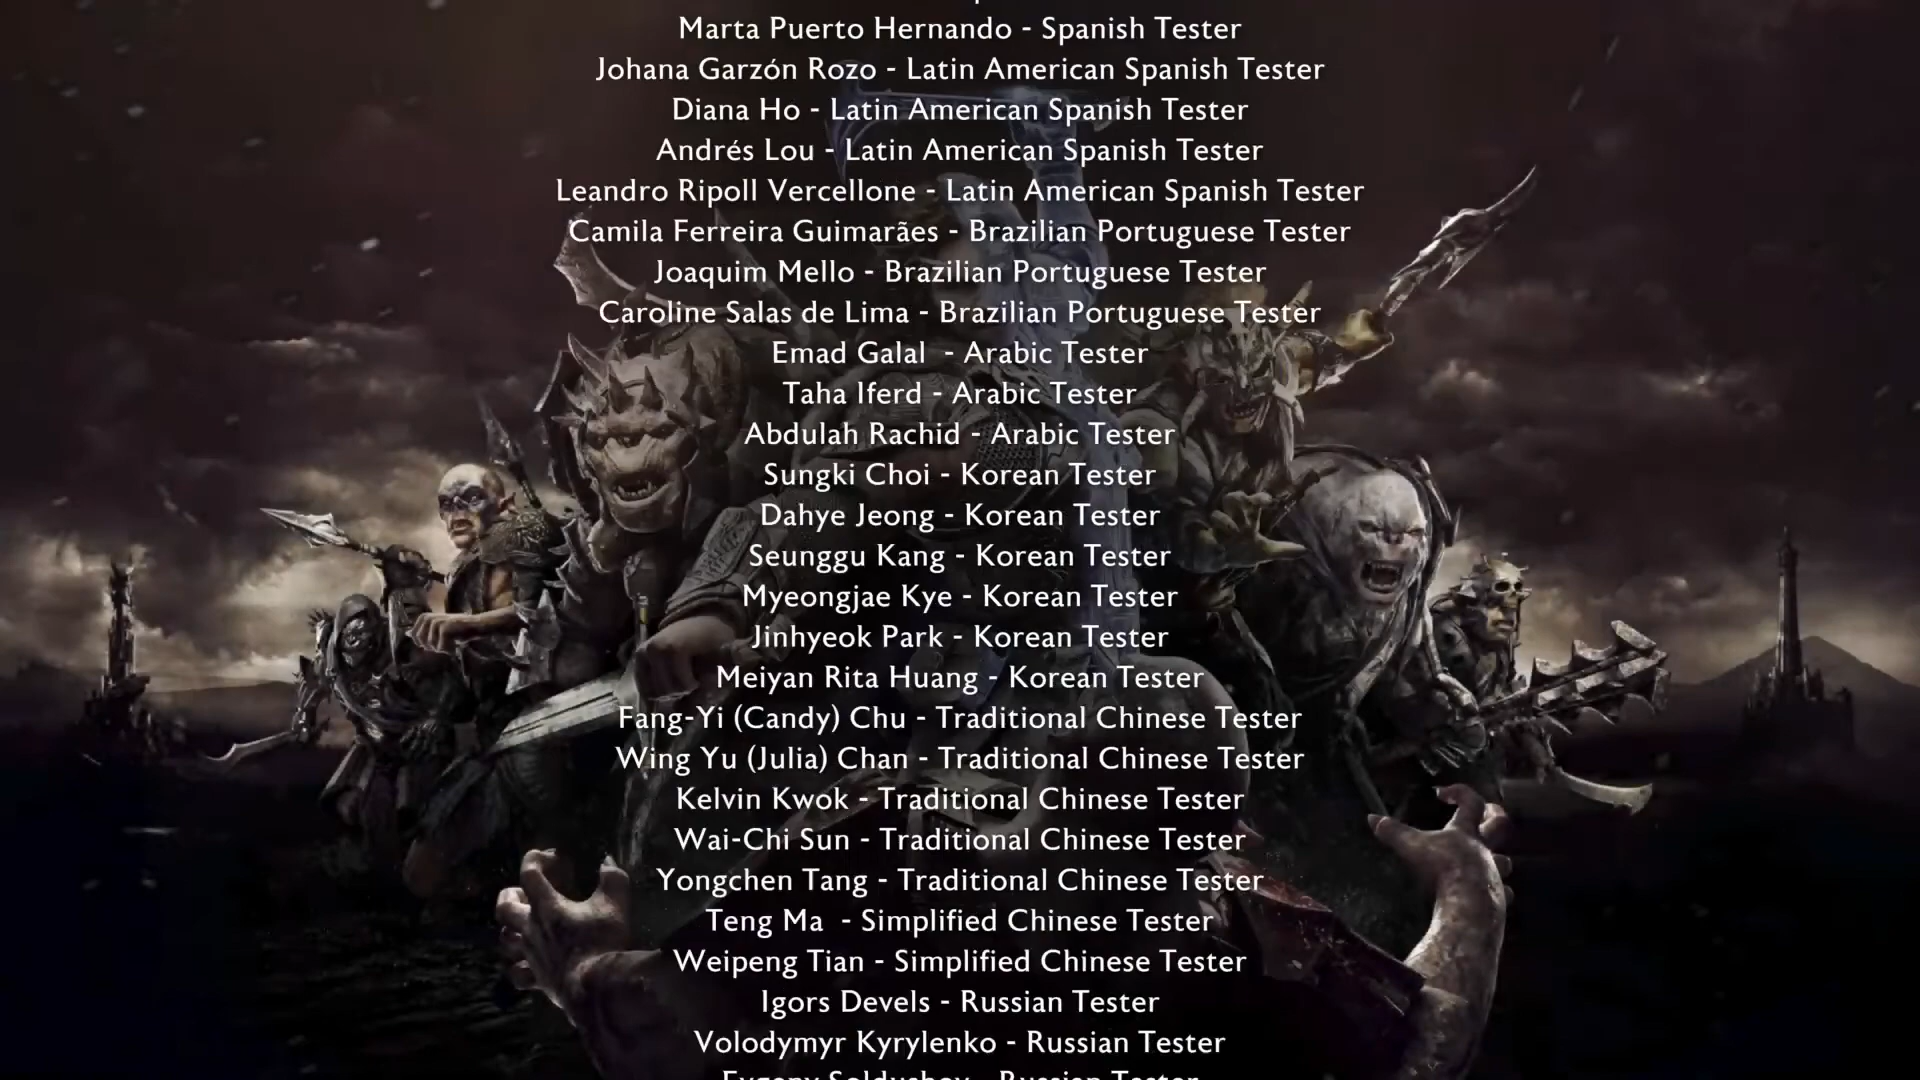 Marta Puerto Hernando - Spanish Tester
Johana Garzón Rozo - Latin American Spanish Tester
Diana Ho - Latin American Spanish Tester
Andrés Lou - Latin American Spanish Tester
Leandro Ripoll Vercellone - Latin American Spanish Tester
Camila Ferreira Guimarães - Brazilian Portuguese Tester
Joaquim Mello - Brazilian Portuguese Tester
Caroline Salas de Lima - Brazilian Portuguese Tester
Emad Galal  - Arabic Tester
Taha Iferd - Arabic Tester
Abdulah Rachid - Arabic Tester
Sungki Choi - Korean Tester
Dahye Jeong - Korean Tester
Seunggu Kang - Korean Tester
Myeongjae Kye - Korean Tester
Jinhyeok Park - Korean Tester
Meiyan Rita Huang - Korean Tester
Fang-Yi (Candy) Chu - Traditional Chinese Tester
Wing Yu (Julia) Chan - Traditional Chinese Tester
Kelvin Kwok - Traditional Chinese Tester
Wai-Chi Sun - Traditional Chinese Tester
Yongchen Tang - Traditional Chinese Tester
Teng Ma  - Simplified Chinese Tester
Weipeng Tian - Simplified Chinese Tester
Igors Devels - Russian Tester
Volodymyr Kyrylenko - Russian Tester
- Russian Tester